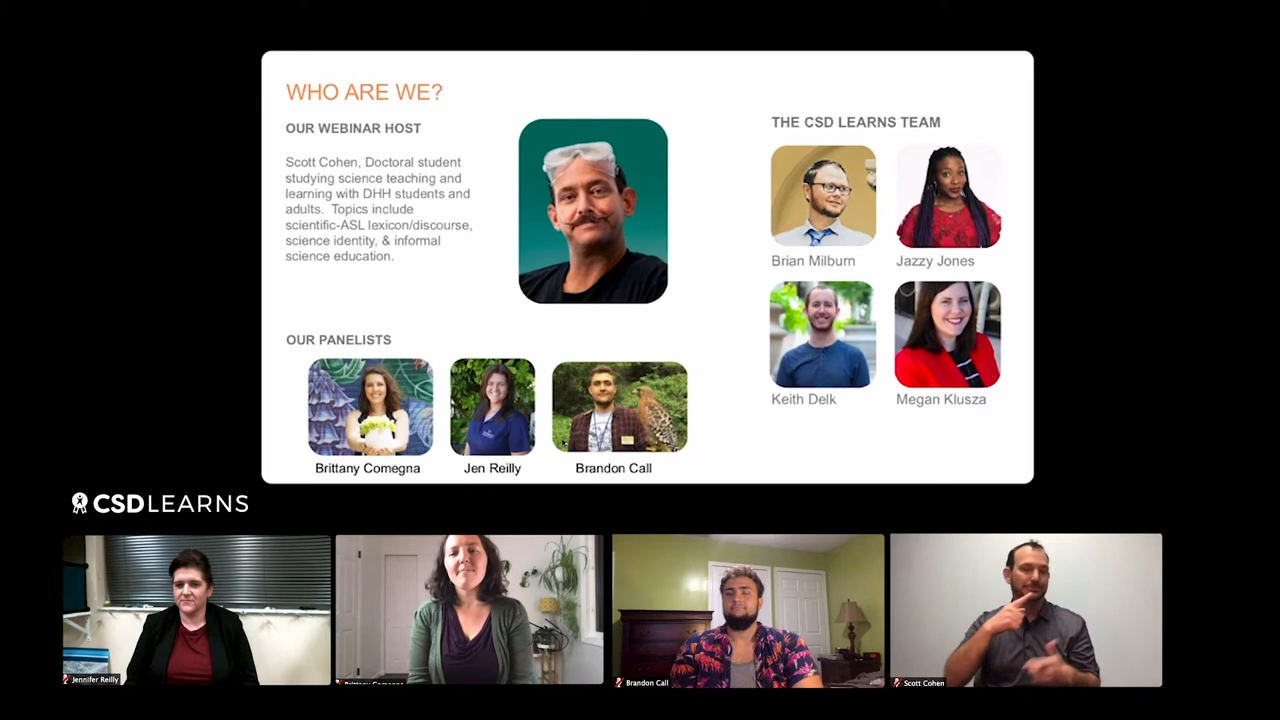 WHO ARE WE?
OUR WEBINAR HOST
Scott Cohen, Doctoral student
studying science teaching and
learning with DHH students and
adults. Topics include
scientific-ASL lexicon/discourse,
science identity, & informal
science education.
OUR PANELISTS
Brittany Comegna
Jen Reilly
Brandon Call
THE CSD LEARNS TEAM
Brian Milburn
Jazzy Jones
Keith Delk
Megan Klusza
CSDLEARNS
Jennifer Reilly
Brittany Comegna
Brandon Call
Scott Cohen